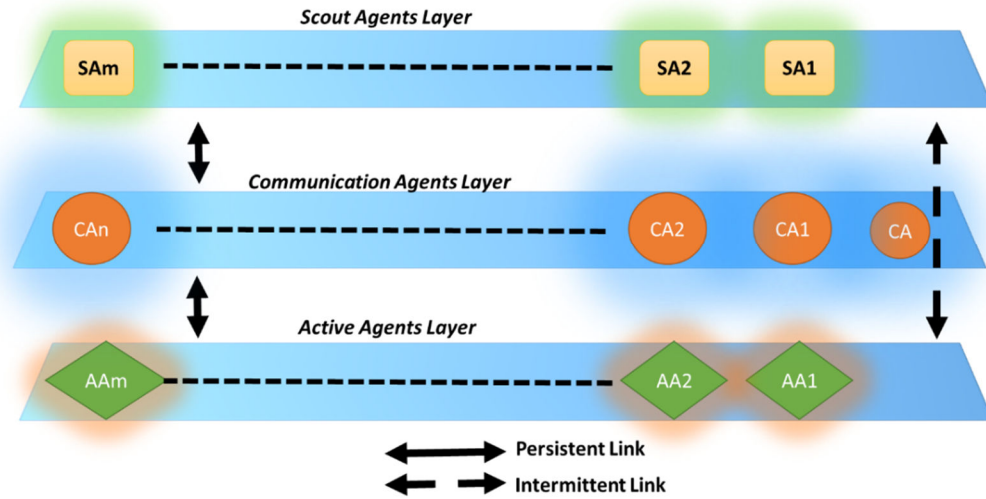 Scout Agents Layer
SAm SA2 SA1
Communication Agents Layer
CAn CA2 CA1 CA
Active Agents Layer
AAm AA2 AA1
Persistent Link
Intermittent Link